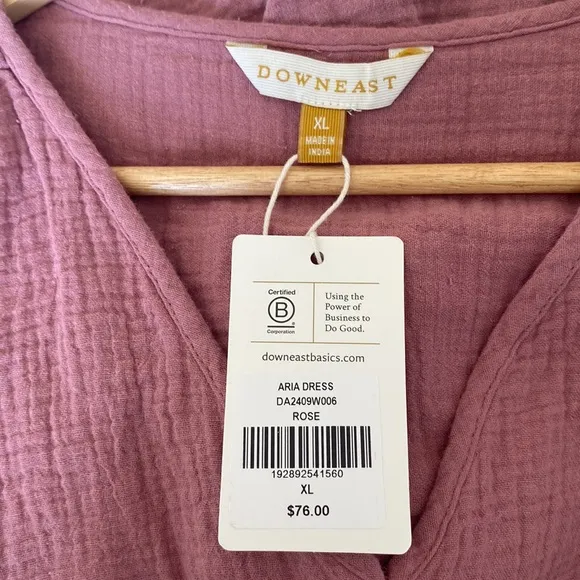 DOWNEAST
XL
MADE IN
INDIA
Certified
B
Corporation
Using the
Power of
Business to
Do Good.
downeastbasics.com
ARIA DRESS
DA2409W006
ROSE
192892541560
XL
$76.00